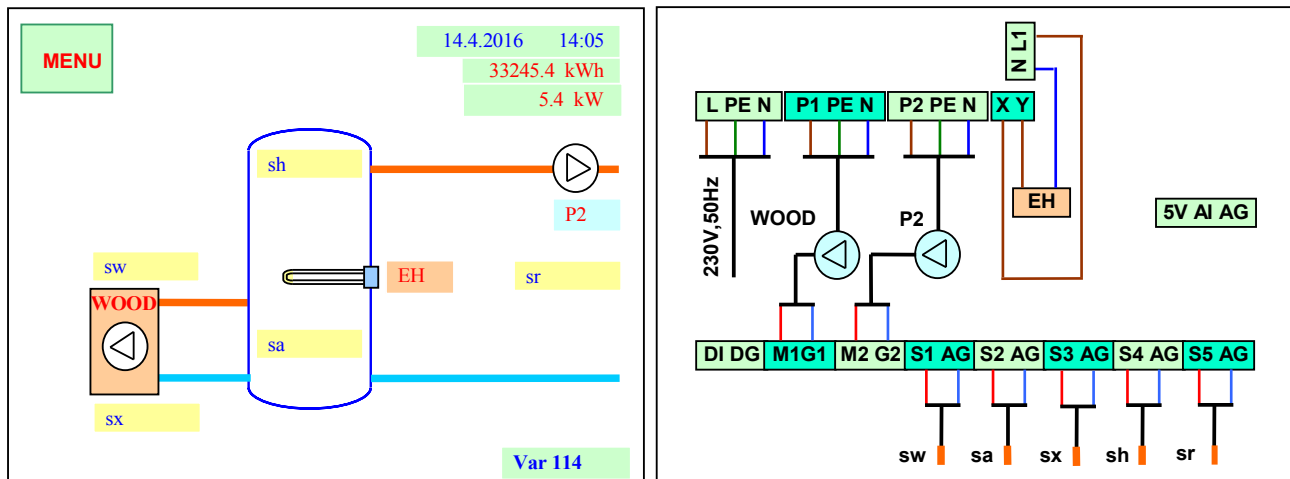 MENU
14.4.2016 14:05
33245.4 kWh
5.4 kW
sh
P2
sw
EH
sr
WOOD
sa
sx
Var 114
N L1
L PE N P1 PE N P2 PE N X Y
230V,50Hz
WOOD
P2
EH
5V AI AG
DI DG M1G1 M2 G2 S1 AG S2 AG S3 AG S4 AG S5 AG
sw sa sx sh sr